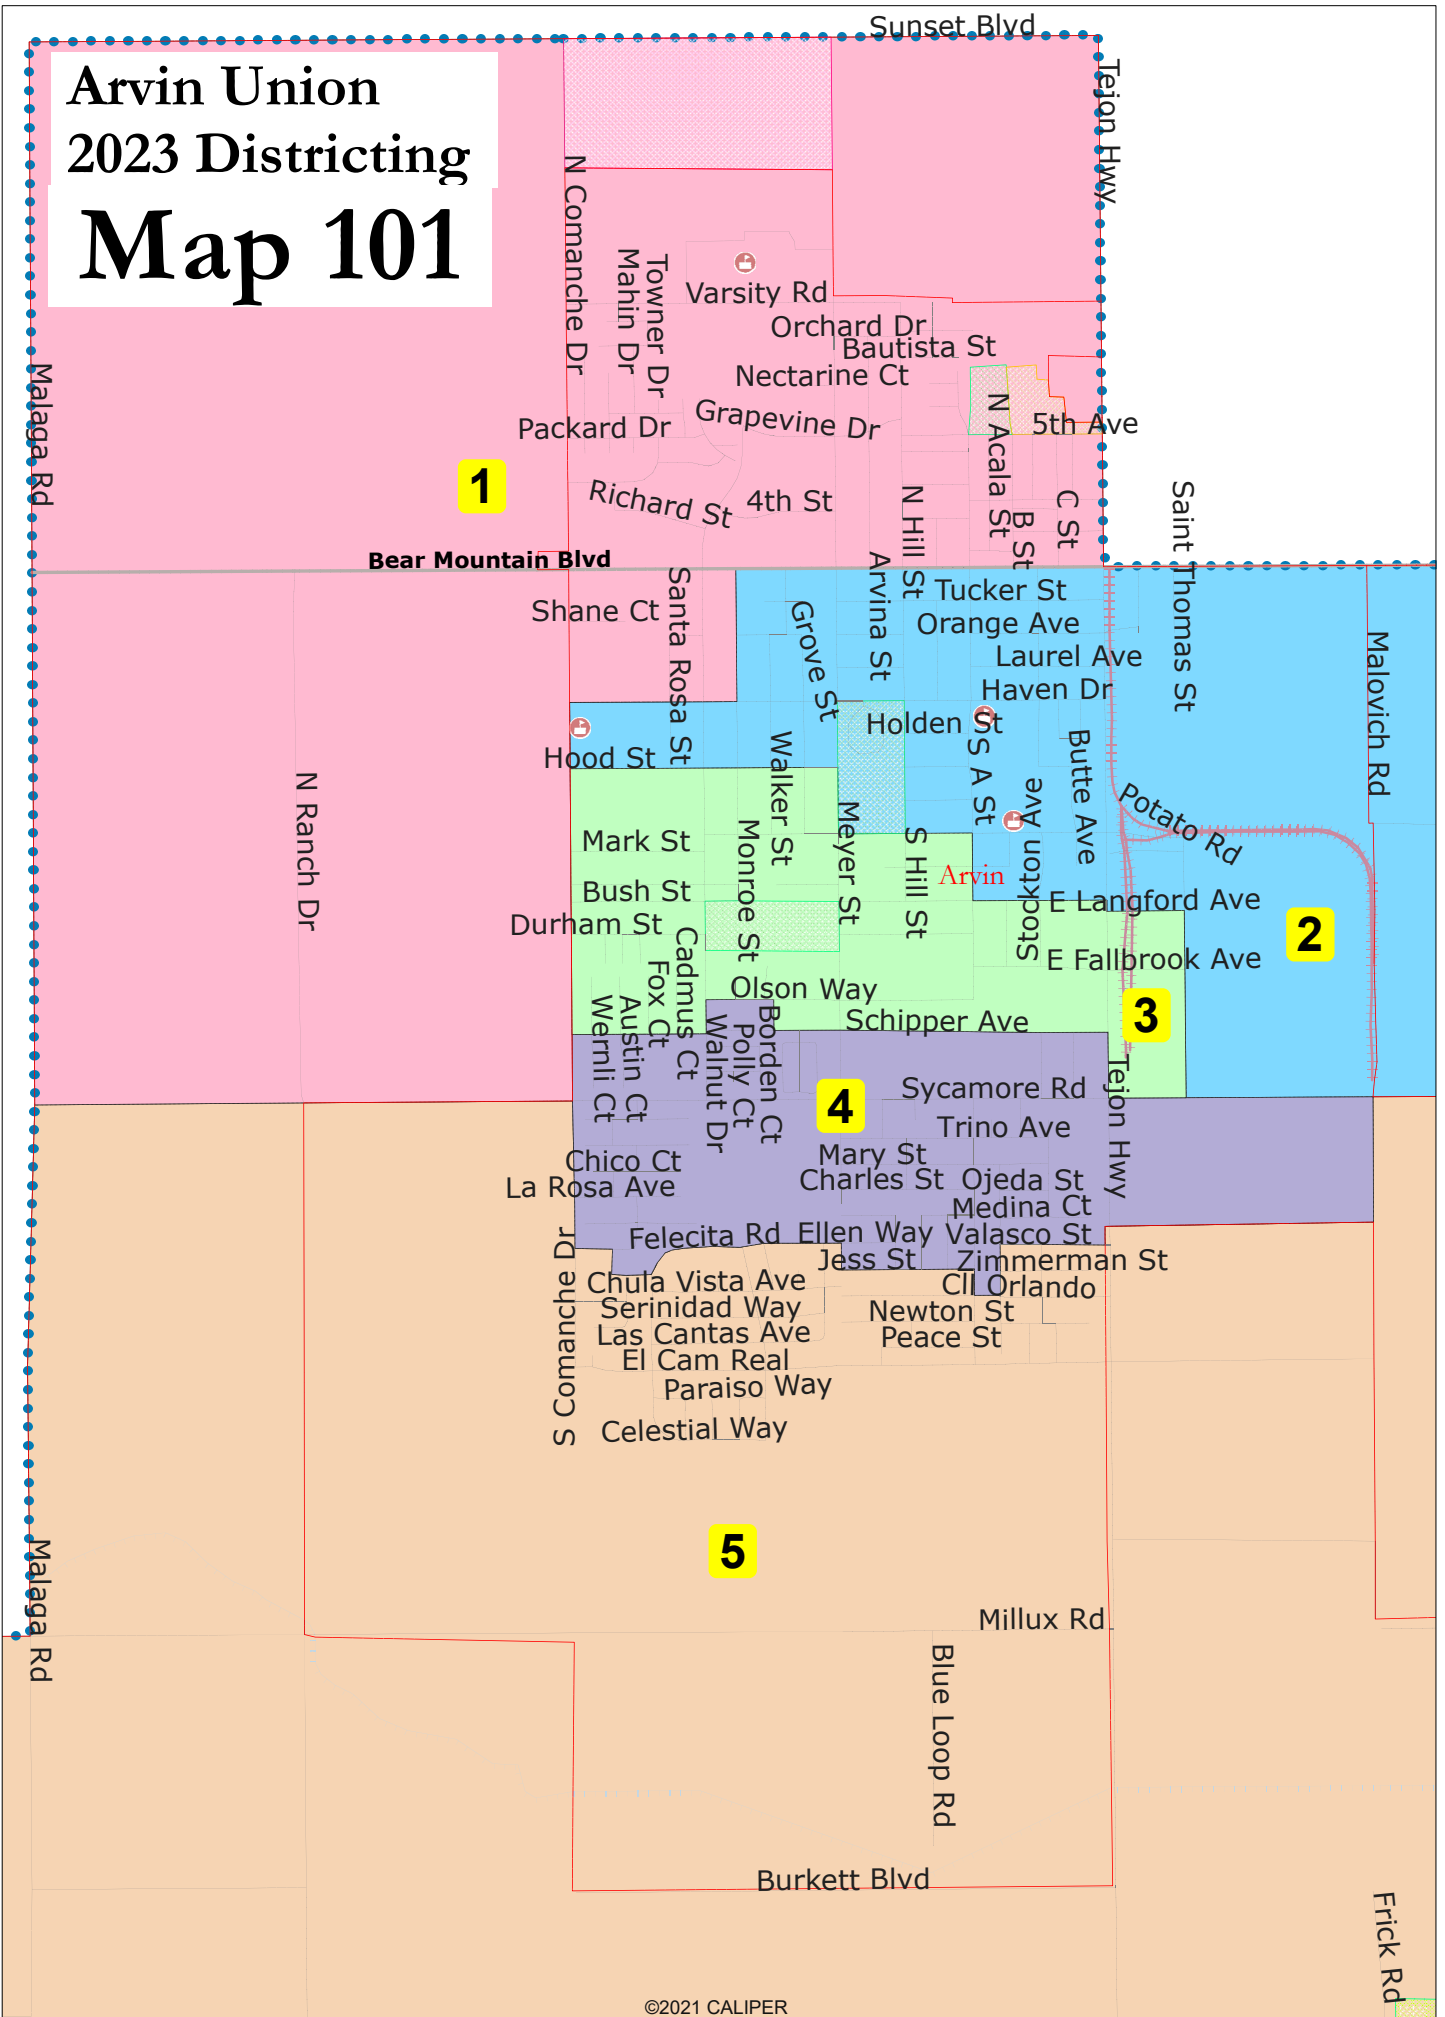 Sunset Blvd
Arvin Union
2023 Districting
Map 101
Tejon Hwy
N Comanche Dr
Mahin Dr
Towner Dr
Varsity Rd
Orchard Dr
Bautista St
Nectarine Ct
Malaga Rd
Packard Dr
Grapevine Dr
N Acala St
5th Ave
1
Richard St
4th St
N Hill St
B St
C St
Saint Thomas St
Bear Mountain Blvd
Shane Ct
Santa Rosa St
Grove St
Arvina St
Tucker St
Orange Ave
Laurel Ave
Haven Dr
Malovich Rd
Holden St
Hood St
Walker St
S A St
Butte Ave
N Ranch Dr
Potato Rd
Mark St
Monroe St
Meyer St
S Hill St
Arvin
Stockton Ave
Bush St
E Langford Ave
Durham St
2
Cadmus Ct
Fox Ct
E Fallbrook Ave
Olson Way
Wernli Ct
Austin Ct
Walnut Dr
Polly Ct
Borden Ct
Schipper Ave
3
4
Sycamore Rd
Tejon Hwy
Trino Ave
Chico Ct
Mary St
La Rosa Ave
Charles St
Ojeda St
Medina Ct
Felecita Rd
Ellen Way
Valasco St
S Comanche Dr
Jess St
Zimmerman St
Chula Vista Ave
Cll Orlando
Serinidad Way
Newton St
Las Cantas Ave
Peace St
El Cam Real
Paraiso Way
Celestial Way
5
Malaga Rd
Millux Rd
Blue Loop Rd
Burkett Blvd
Frick Rd
©2021 CALIPER